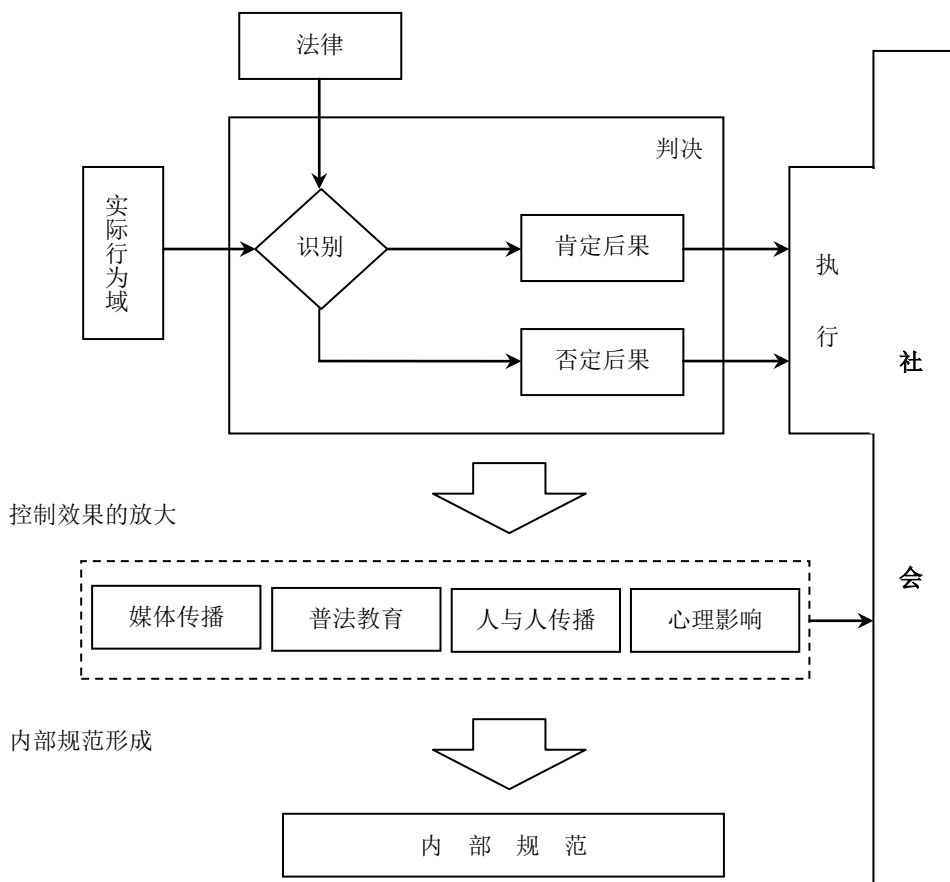 法律
判决
实际行为域
识别
肯定后果
执行
否定后果
社会
控制效果的放大
媒体传播
普法教育
人与人传播
心理影响
内部规范形成
内部规范